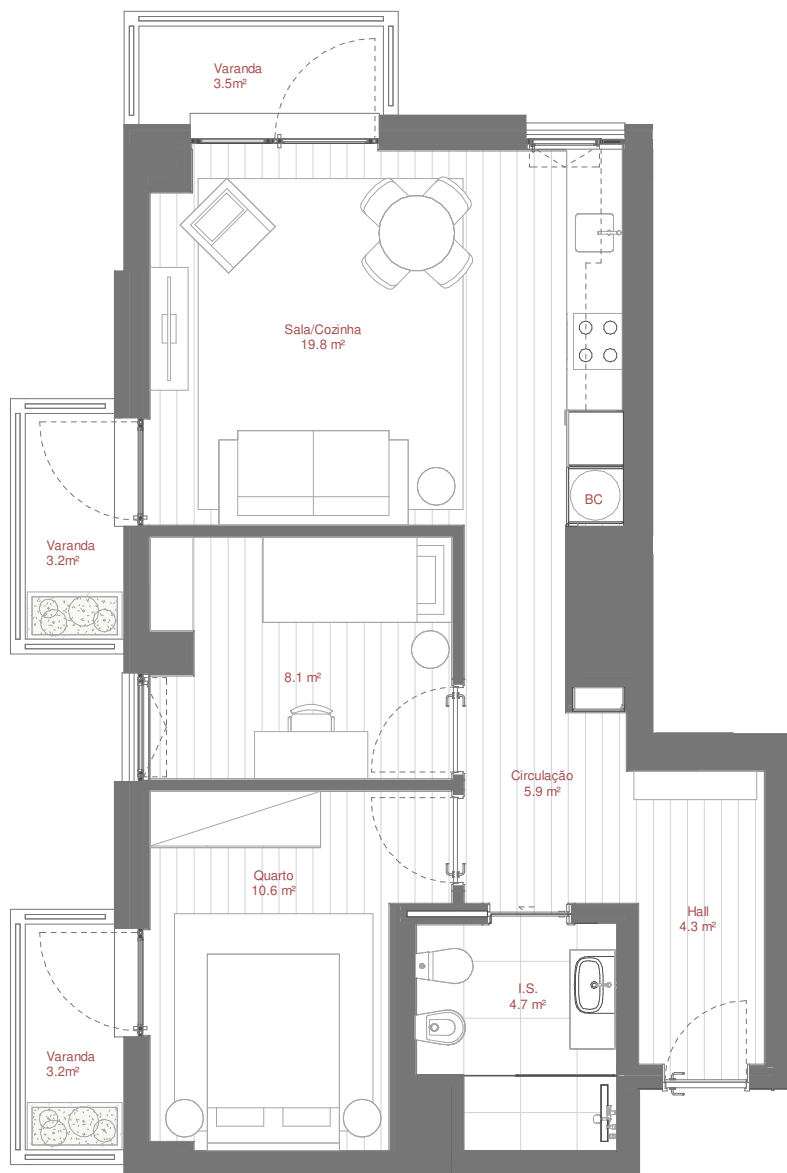 Varanda
3.5m²
Sala/Cozinha
19.8 m²
BC
Varanda
3.2m²
8.1 m²
Circulação
5.9 m²
Quarto
10.6 m²
Hall
4.3 m²
I.S.
4.7 m²
Varanda
3.2m²